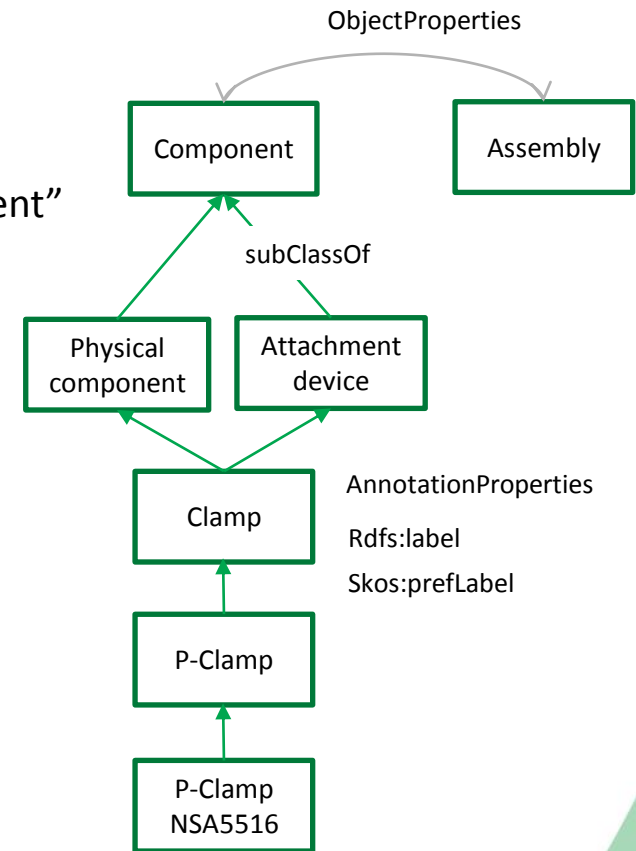 ObjectProperties
Component
Assembly
ent”
subClassOf
Physical
component
Attachment
device
Clamp
AnnotationProperties
Rdfs:label
Skos:prefLabel
P-Clamp
P-Clamp
NSA5516